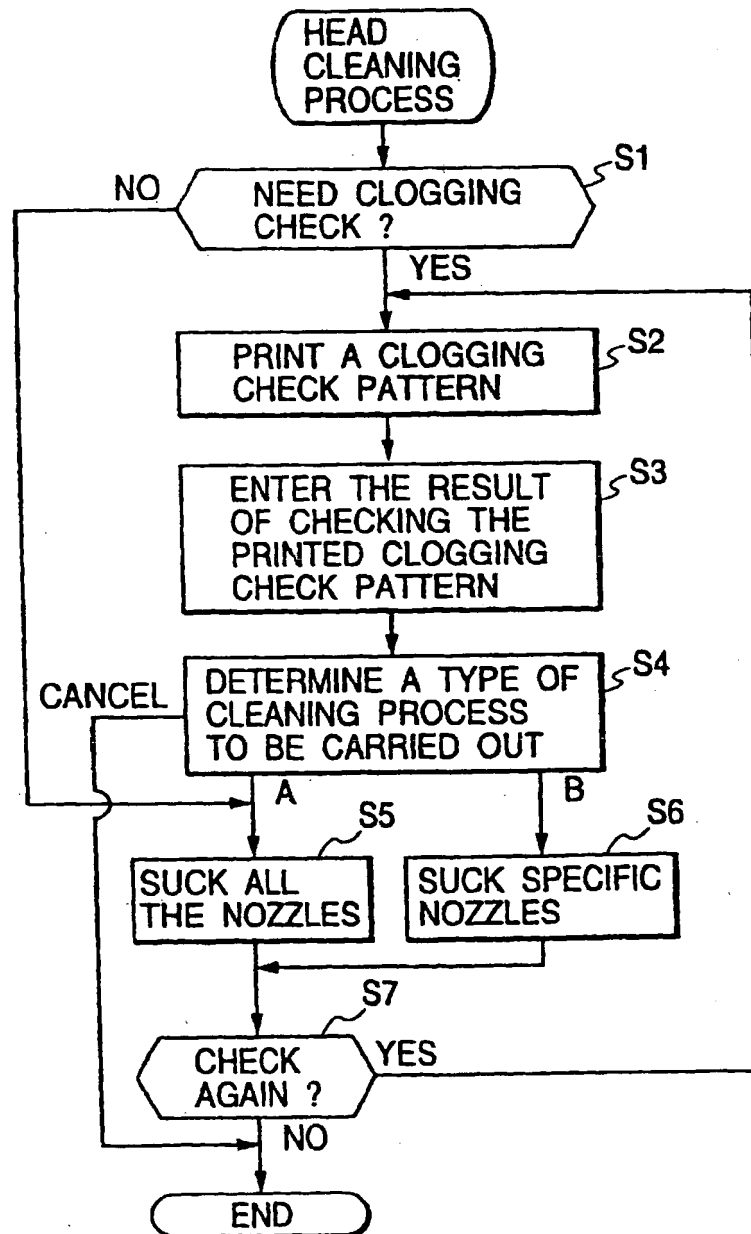 HEAD
CLEANING
PROCESS
S1
NO
NEED CLOGGING
CHECK ?
YES
S2
PRINT A CLOGGING
CHECK PATTERN
S3
ENTER THE RESULT
OF CHECKING THE
PRINTED CLOGGING
CHECK PATTERN
S4
CANCEL
DETERMINE A TYPE OF
CLEANING PROCESS
TO BE CARRIED OUT
A
B
S5
S6
SUCK ALL
THE NOZZLES
SUCK SPECIFIC
NOZZLES
S7
CHECK
AGAIN ?
YES
NO
END